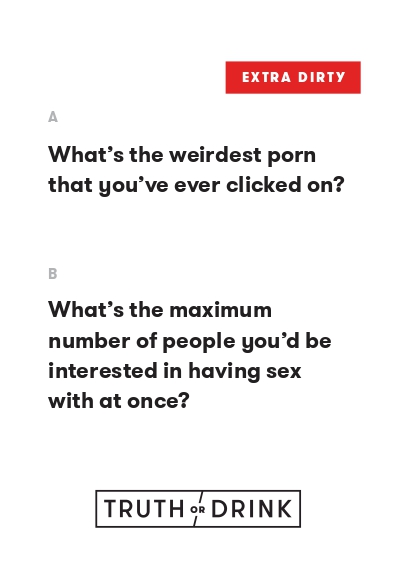 EXTRA DIRTY
A
What’s the weirdest porn
that you’ve ever clicked on?
B
What’s the maximum
number of people you’d be
interested in having sex
with at once?
TRUTH OR DRINK